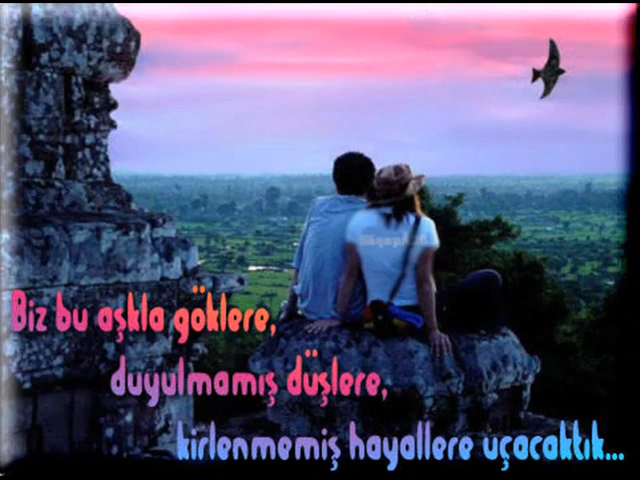 Biz bu aşkla göklere,
duyulmamış düşlere,
kirlenmemiş hayallere uçacaktık...